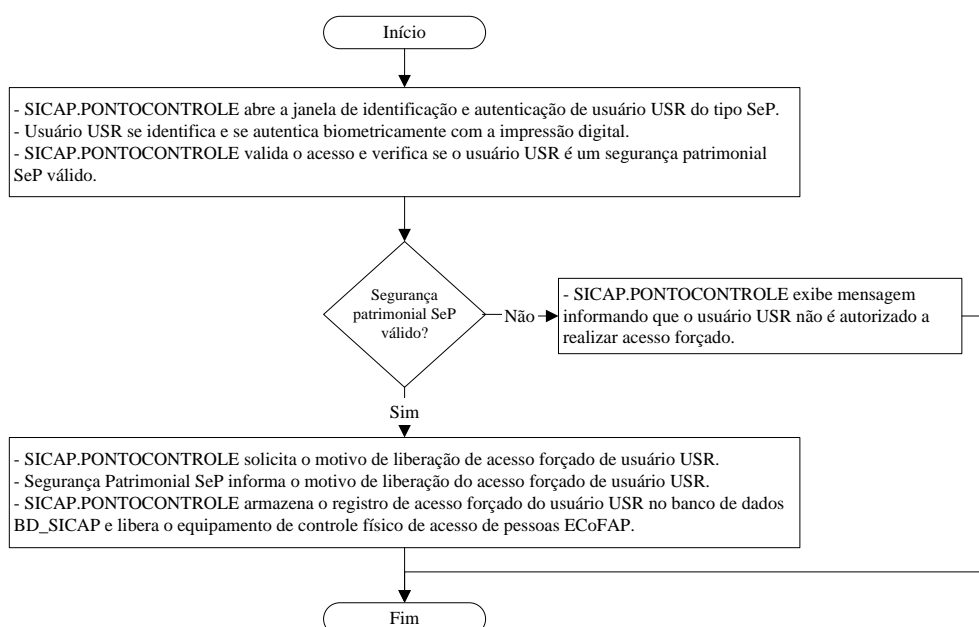 Início
- SICAP.PONTOCONTROLE abre a janela de identificação e autenticação de usuário USR do tipo SeP.
- Usuário USR se identifica e se autentica biometricamente com a impressão digital.
- SICAP.PONTOCONTROLE valida o acesso e verifica se o usuário USR é um segurança patrimonial
SeP válido.
Segurança
patrimonial SeP
válido?
Não
- SICAP.PONTOCONTROLE exibe mensagem
informando que o usuário USR não é autorizado a
realizar acesso forçado.
Sim
- SICAP.PONTOCONTROLE solicita o motivo de liberação de acesso forçado de usuário USR.
- Segurança Patrimonial SeP informa o motivo de liberação do acesso forçado de usuário USR.
- SICAP.PONTOCONTROLE armazena o registro de acesso forçado do usuário USR no banco de dados
BD_SICAP e libera o equipamento de controle físico de acesso de pessoas ECoFAP.
Fim